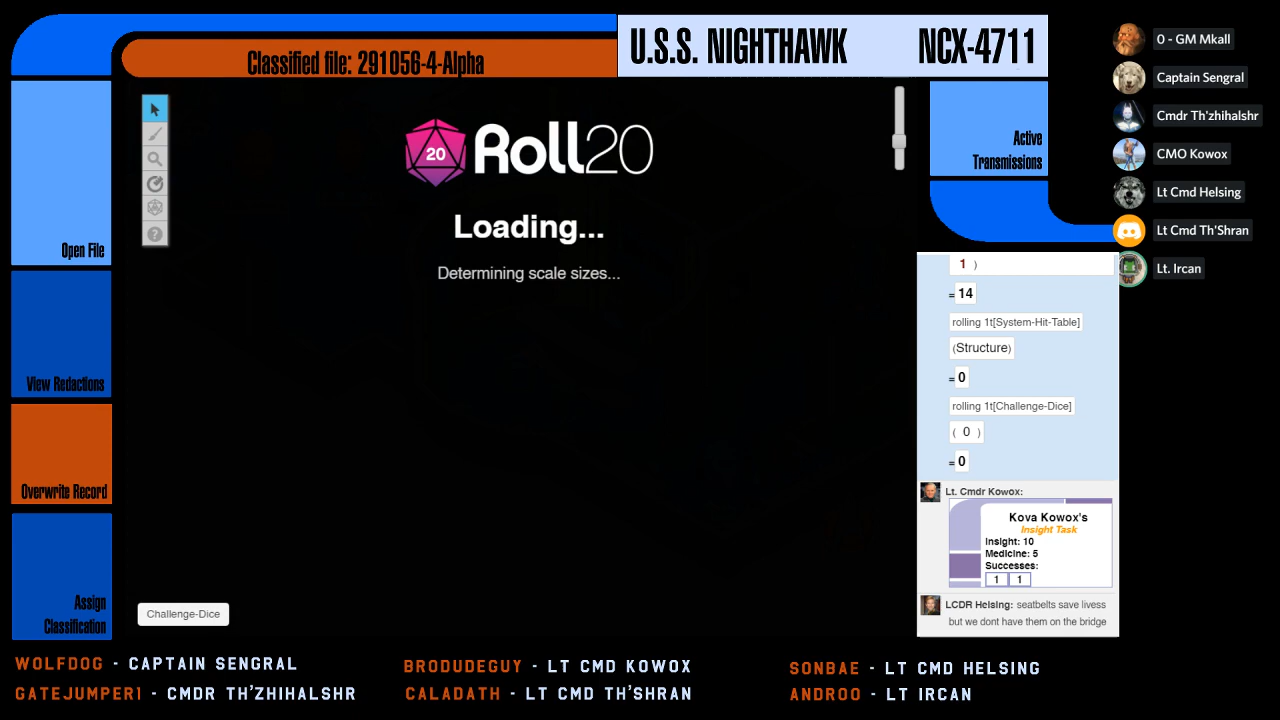 Classified file: 291056-4-Alpha
U.S.S. NIGHTHAWK NCX-4711
Open File
View Redactions
Overwrite Record
Assign
Classification
20
Roll20
Loading...
Determining scale sizes...
Challenge-Dice
Active
Transmissions
0 - GM Mkall
Captain Sengral
Cmdr Th'zhihalshr
CMO Kowox
Lt Cmd Helsing
Lt Cmd Th'Shran
Lt. Ircan
1 )
=14
rolling 1t[System-Hit-Table]
(Structure)
=0
rolling 1t[Challenge-Dice]
( 0 )
=0
Lt. Cmdr Kowox:
Kova Kowox's
Insight Task
Insight: 10
Medicine: 5
Successes:
1 1
LCDR Helsing: seatbelts save livess
but we dont have them on the bridge
WOLFDOG - CAPTAIN SENGRAL
GATEJUMPER1 - CMDR TH'ZHIHALSHR
BRODUDEGUY - LT CMD KOWOX
CALADATH - LT CMD TH'SHRAN
SONBAE - LT CMD HELSING
ANDROO - LT IRCAN